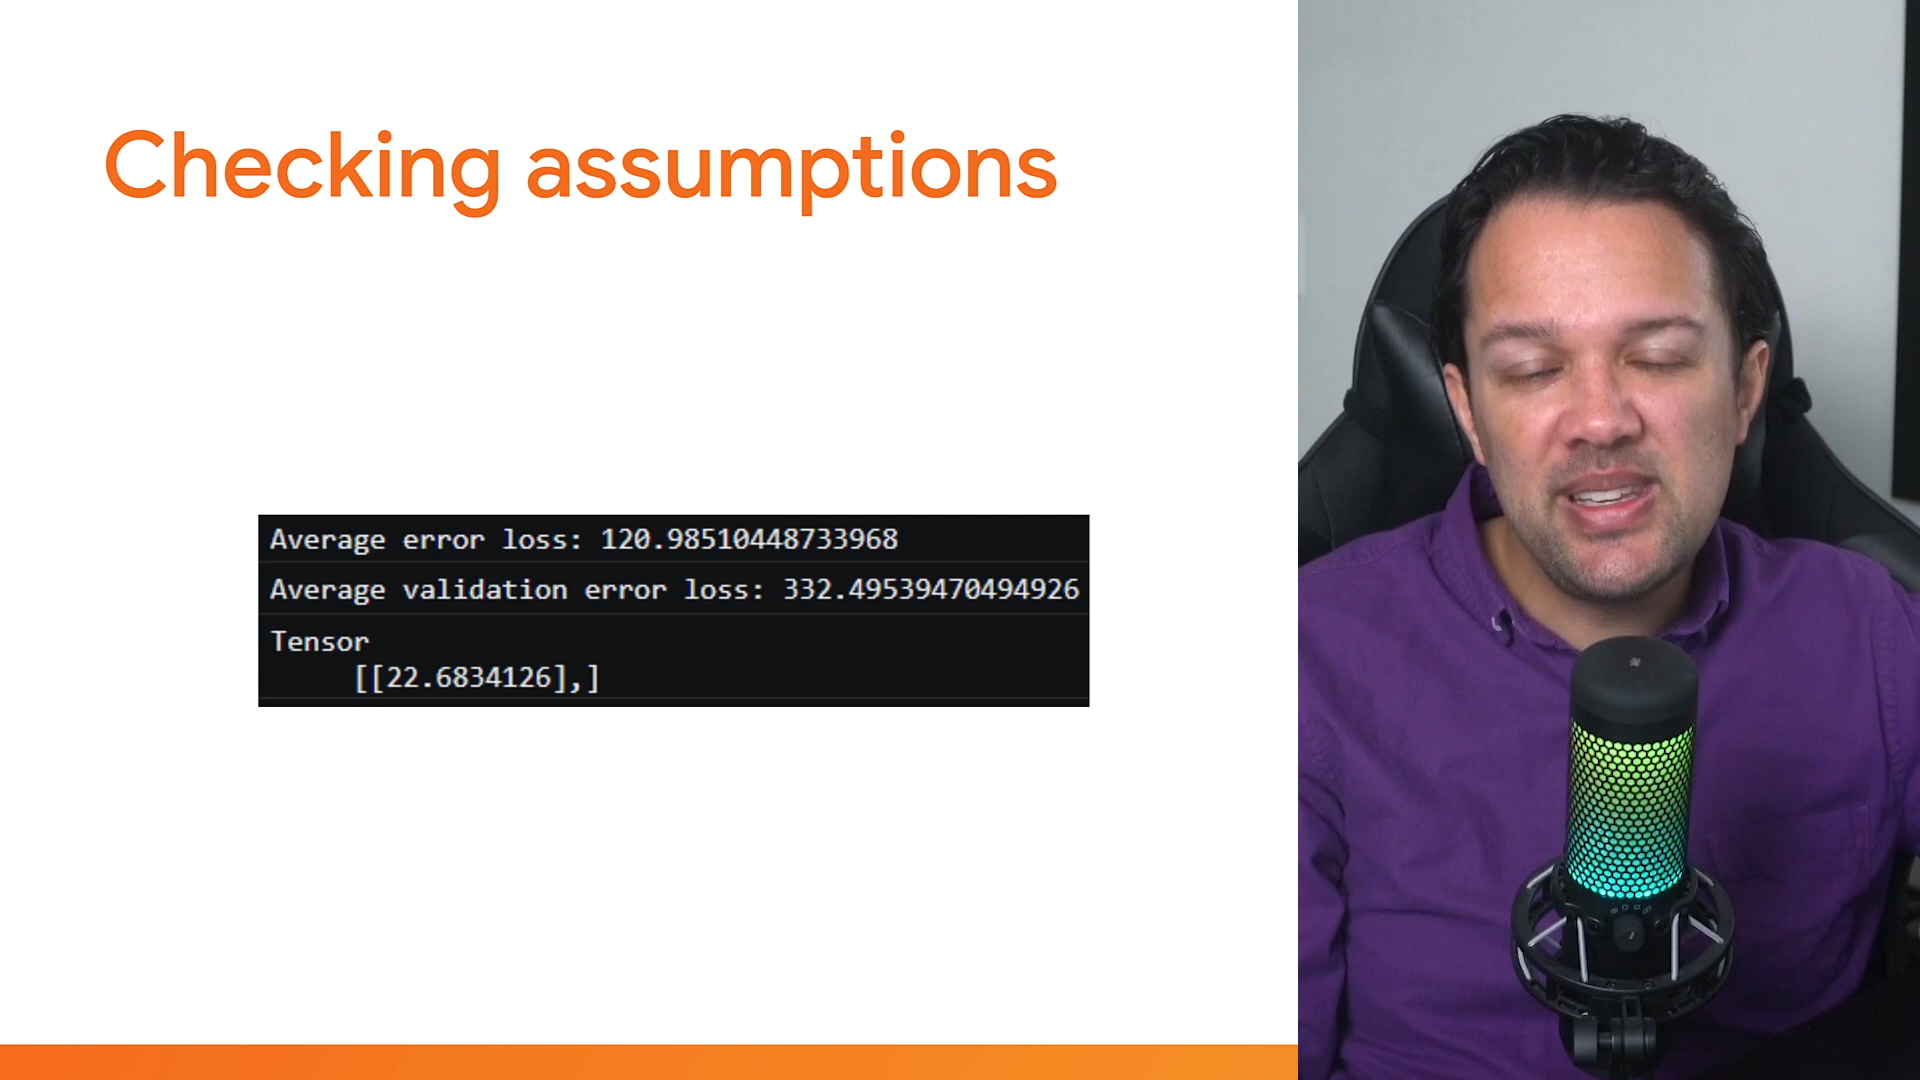 Checking assumptions
Average error loss: 120.98510448733968
Average validation error loss: 332.49539470494926
Tensor
[[22.6834126],]